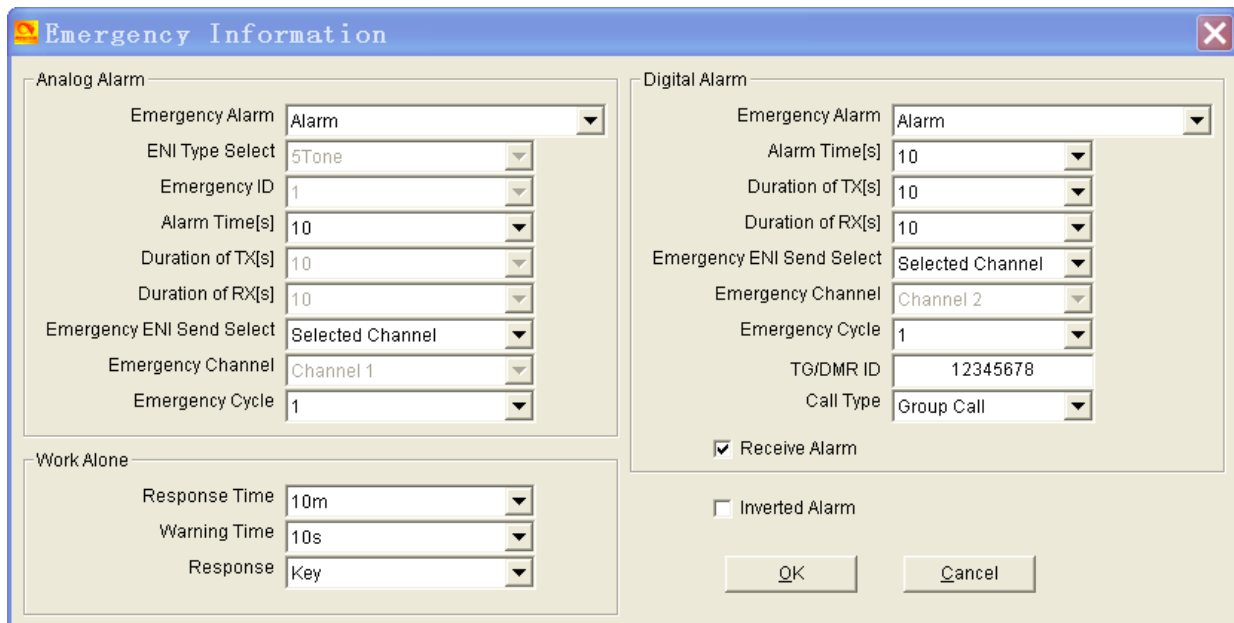 Emergency Information
Analog Alarm
Emergency Alarm Alarm
ENI Type Select 5Tone
Emergency ID 1
Alarm Time[s] 10
Duration of TX[s] 10
Duration of RX[s] 10
Emergency ENI Send Select Selected Channel
Emergency Channel Channel 1
Emergency Cycle 1
Work Alone
Response Time 10m
Warning Time 10s
Response Key
Digital Alarm
Emergency Alarm Alarm
Alarm Time[s] 10
Duration of TX[s] 10
Duration of RX[s] 10
Emergency ENI Send Select Selected Channel
Emergency Channel Channel 2
Emergency Cycle 1
TG/DMR ID 12345678
Call Type Group Call
Receive Alarm
Inverted Alarm
OK Cancel